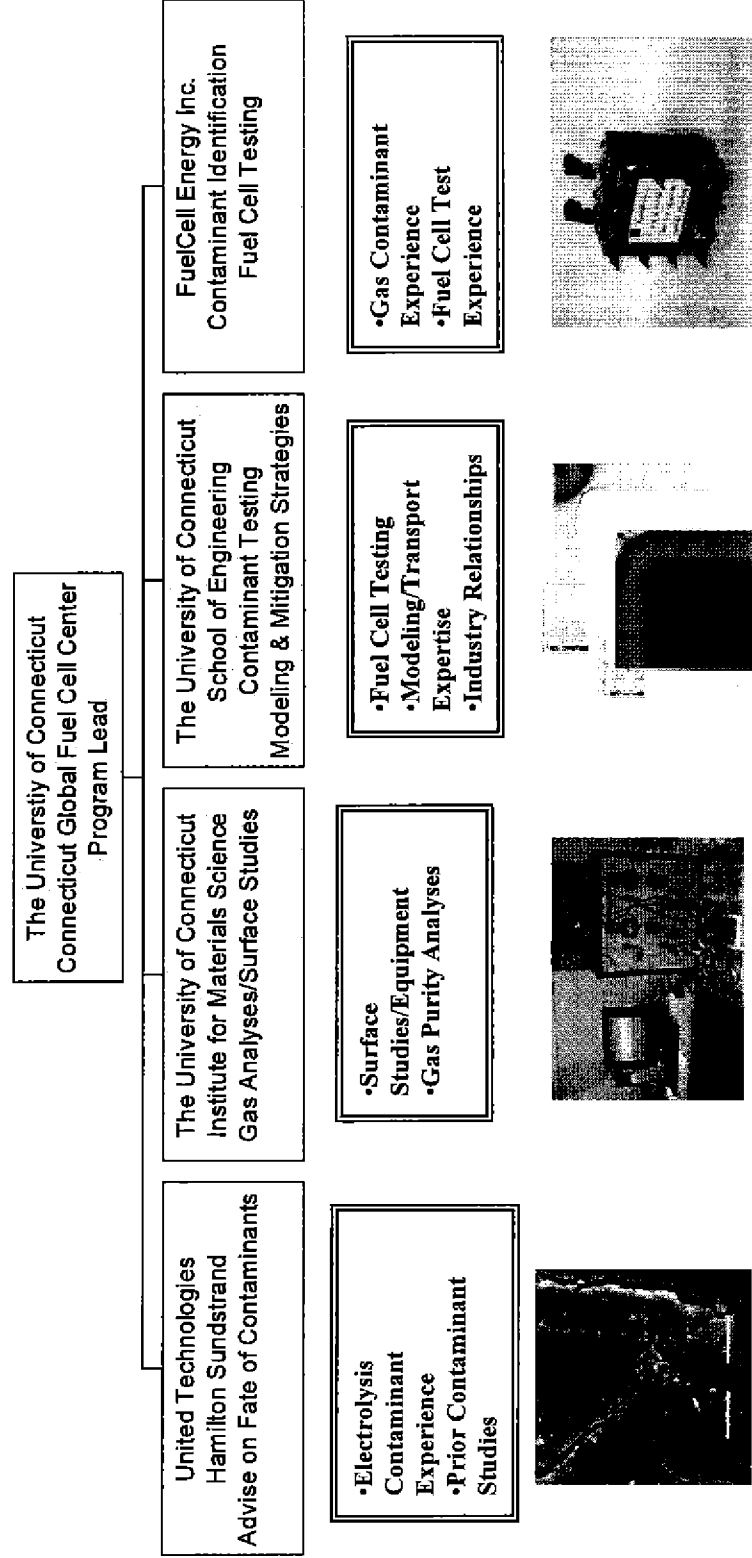 The Universtiy of Connecticut
Connecticut Global Fuel Cell Center
Program Lead
United Technologies
Hamilton Sundstrand
Advise on Fate of Contaminants
The University of Connecticut
Institute for Materials Science
Gas Analyses/Surface Studies
The University of Connecticut
School of Engineering
Contaminant Testing
Modeling & Mitigation Strategies
FuelCell Energy Inc.
Contaminant Identification
Fuel Cell Testing
•Electrolysis
Contaminant
Experience
•Prior Contaminant
Studies
•Surface
Studies/Equipment
•Gas Purity Analyses
•Fuel Cell Testing
•Modeling/Transport
Expertise
•Industry Relationships
•Gas Contaminant
Experience
•Fuel Cell Test
Experience